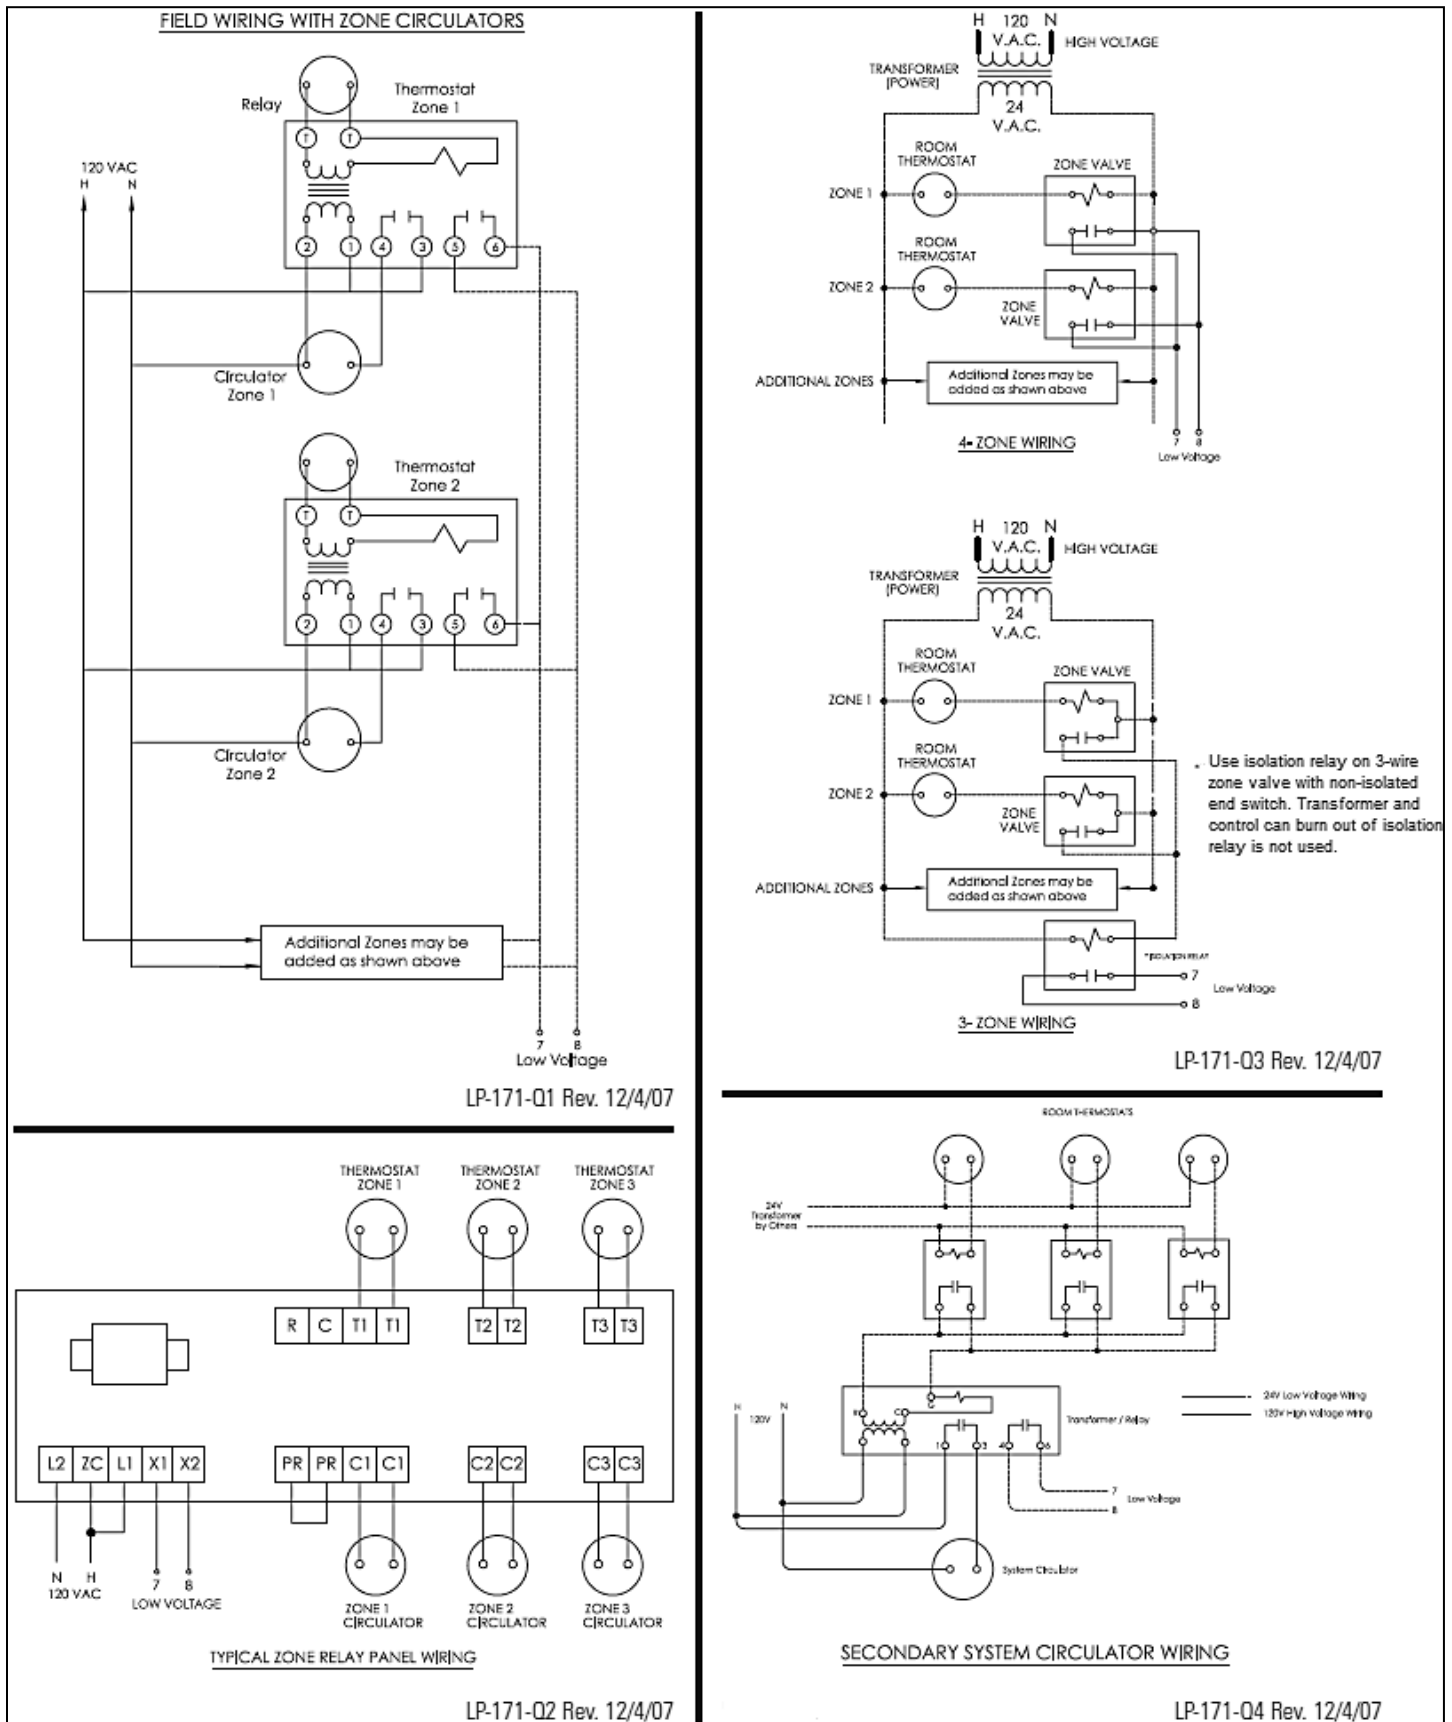 FIELD WIRING WITH ZONE CIRCULATORS
Relay
Thermostat
Zone 1
T T
120 VAC
H N
2 1 4 3 5 6
Circulator
Zone 1
Thermostat
Zone 2
T T
2 1 4 3 5 6
Circulator
Zone 2
Additional Zones may be
added as shown above
7 8
Low Voltage
LP-171-Q1 Rev. 12/4/07
THERMOSTAT
ZONE 1
THERMOSTAT
ZONE 2
THERMOSTAT
ZONE 3
R C T1 T1 T2 T2 T3 T3
L2 ZC L1 X1 X2 PR PR C1 C1 C2 C2 C3 C3
N H
120 VAC
7 8
LOW VOLTAGE
ZONE 1
CIRCULATOR
ZONE 2
CIRCULATOR
ZONE 3
CIRCULATOR
TYPICAL ZONE RELAY PANEL WIRING
LP-171-Q2 Rev. 12/4/07
H 120 N
V.A.C.
HIGH VOLTAGE
TRANSFORMER
(POWER)
24
V.A.C.
ROOM
THERMOSTAT
ZONE VALVE
ZONE 1
ROOM
THERMOSTAT
ZONE 2
ZONE
VALVE
ADDITIONAL ZONES
Additional Zones may be
added as shown above
7 8
Low Voltage
4- ZONE WIRING
H 120 N
V.A.C.
HIGH VOLTAGE
TRANSFORMER
(POWER)
24
V.A.C.
ROOM
THERMOSTAT
ZONE VALVE
ZONE 1
ROOM
THERMOSTAT
ZONE 2
ZONE
VALVE
Use isolation relay on 3-wire
zone valve with non-isolated
end switch. Transformer and
control can burn out of isolation
relay is not used.
ADDITIONAL ZONES
Additional Zones may be
added as shown above
*ISOLATION RELAY
7
Low Voltage
8
3- ZONE WIRING
LP-171-Q3 Rev. 12/4/07
ROOM THERMOSTATS
24V
Transformer
by Others
H N
120V
R C G
Transformer / Relay
1 3 4 6
24V Low Voltage Wiring
120V High Voltage Wiring
7
Low Voltage
8
System Circulator
SECONDARY SYSTEM CIRCULATOR WIRING
LP-171-Q4 Rev. 12/4/07